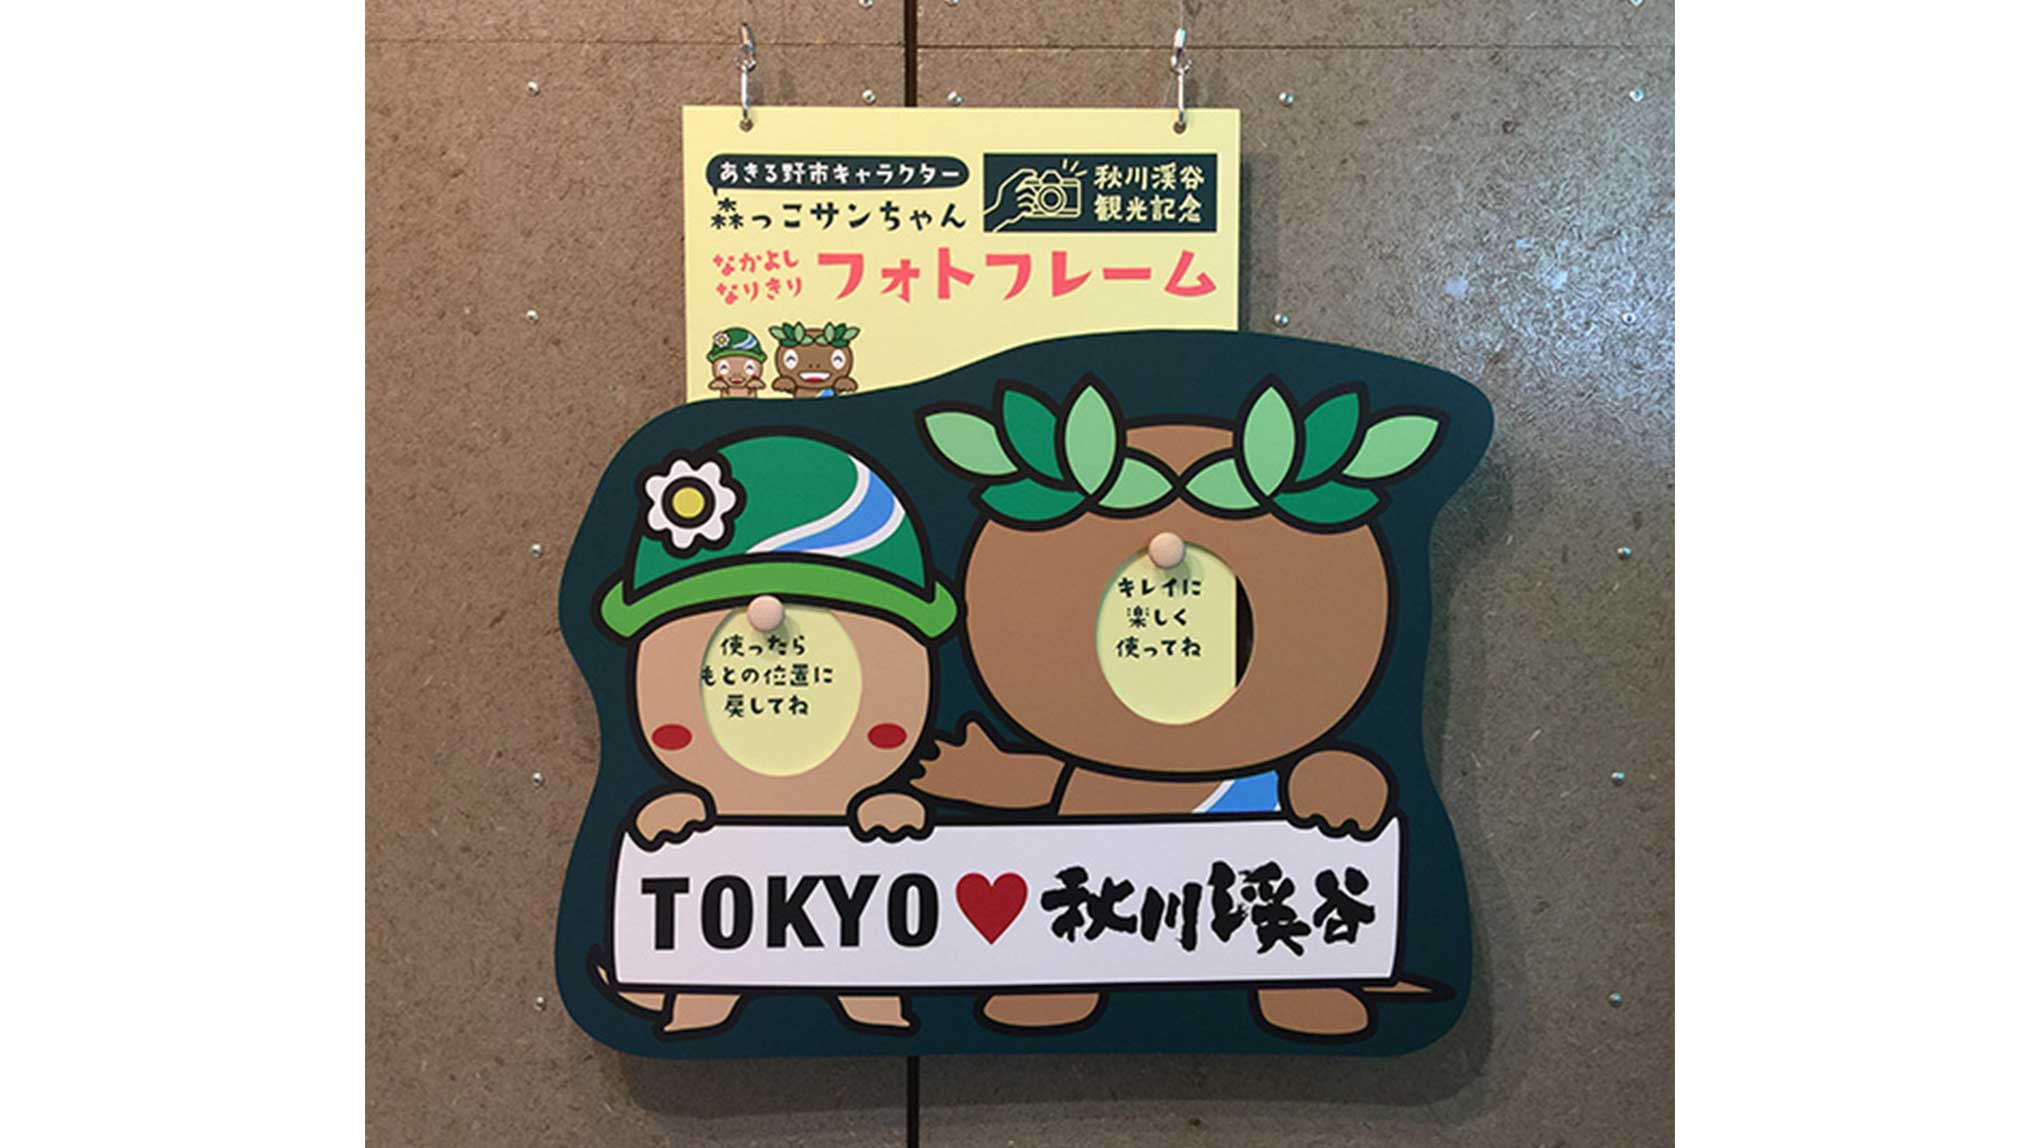 あきる野市キャラクター
森っこサンちゃん
秋川渓谷
観光記念
なかよし
なりきり
フォトフレーム
キレイに
楽しく
使ってね
使ったら
もとの位置に
戻してね
TOKYO♥秋川渓谷